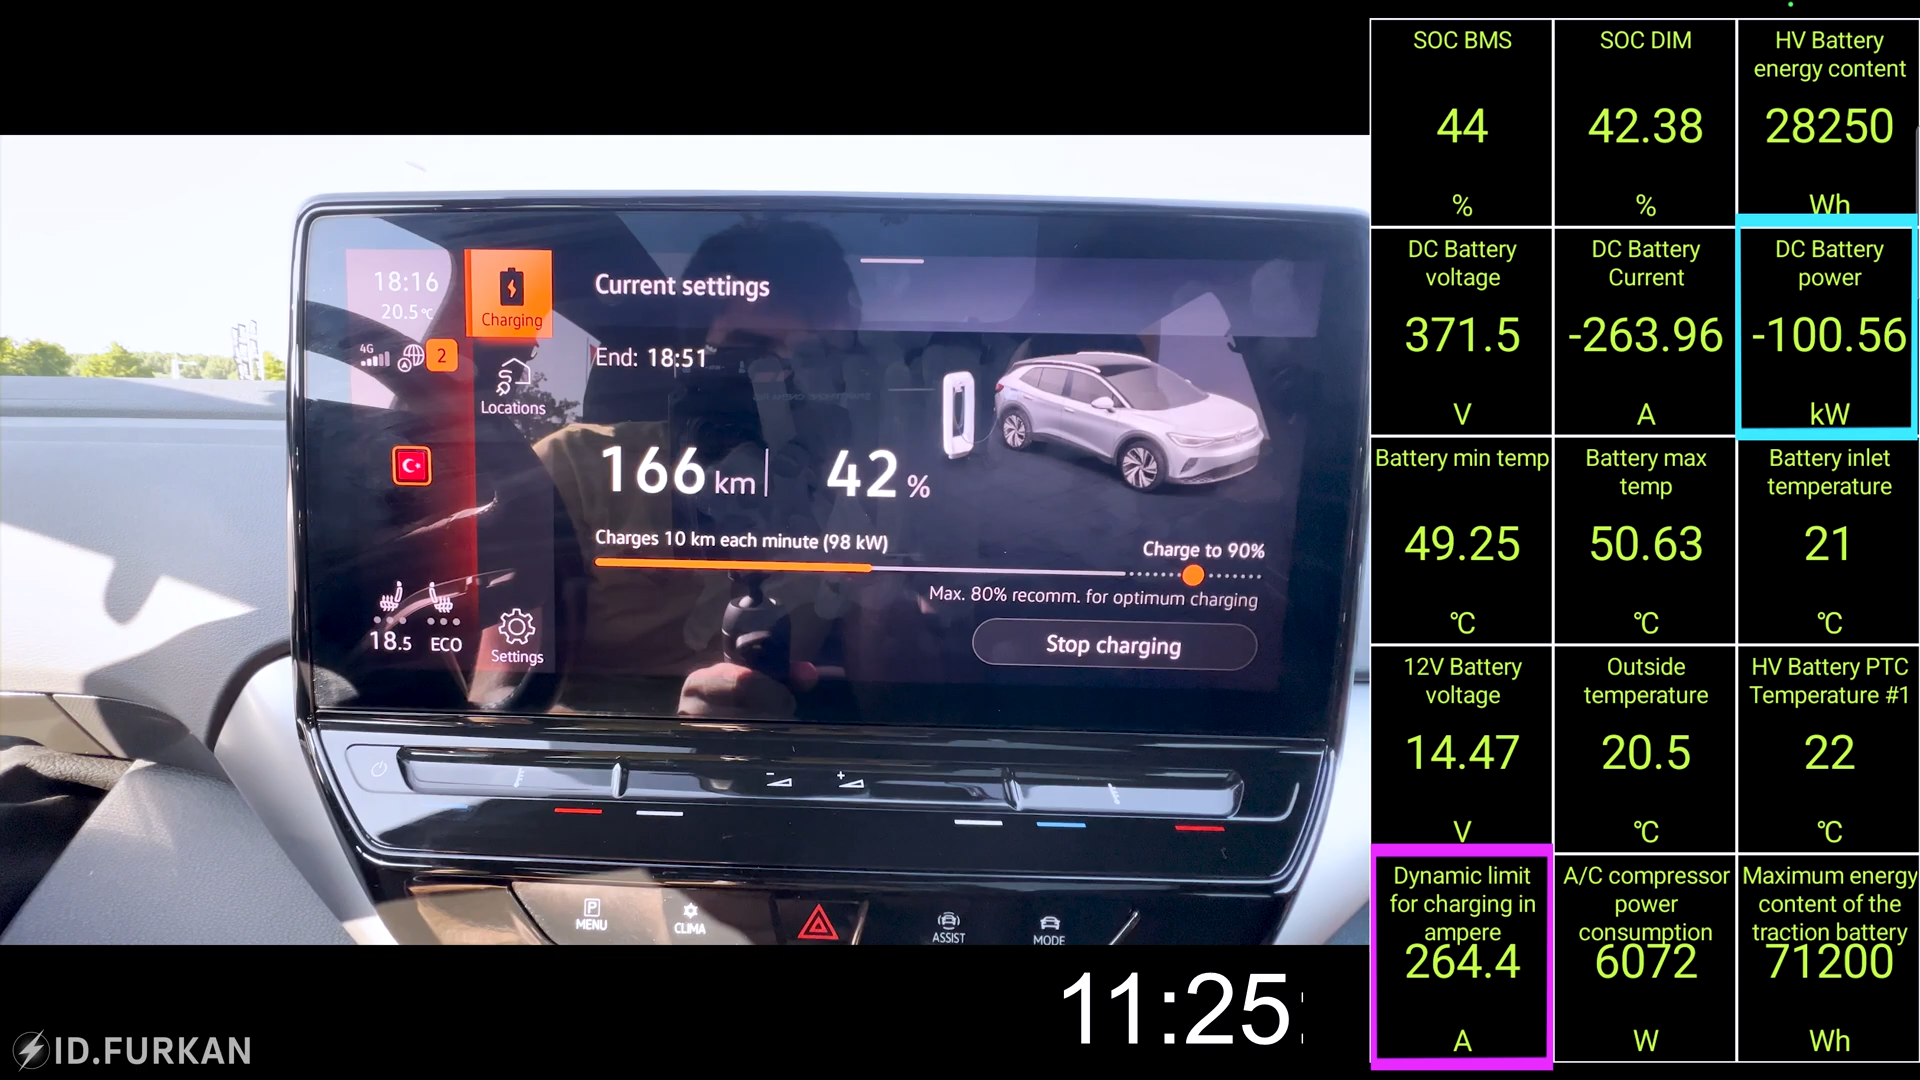 18:16
20.5°C
4G
2
18.5
ECO
Charging
Locations
Settings
Current settings
End: 18:51
166 km
42 %
Charges 10 km each minute (98 kW)
Charge to 90%
Max. 80% recomm. for optimum charging
Stop charging
MENU
CLIMA
ASSIST
MODE
ID.FURKAN
11:25:
SOC BMS
44
%
SOC DIM
42.38
%
HV Battery
energy content
28250
Wh
DC Battery
voltage
371.5
V
DC Battery
Current
-263.96
A
DC Battery
power
-100.56
kW
Battery min temp
49.25
°C
Battery max
temp
50.63
°C
Battery inlet
temperature
21
°C
12V Battery
voltage
14.47
V
Outside
temperature
20.5
°C
HV Battery PTC
Temperature #1
22
°C
Dynamic limit
for charging in
ampere
264.4
A
A/C compressor
power
consumption
6072
W
Maximum energy
content of the
traction battery
71200
Wh